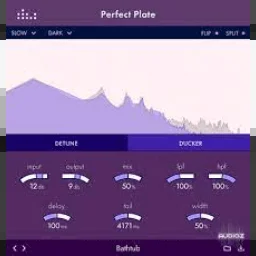 Perfect Plate
SLOW DARK FLIP SPLIT
DETUNE DUCKER
input output mix lpf hpf
12 dB 9 dB 50% 100% 100%
delay tail width
100 ms 4171 ms 50%
AUDIOZ
Bathtub